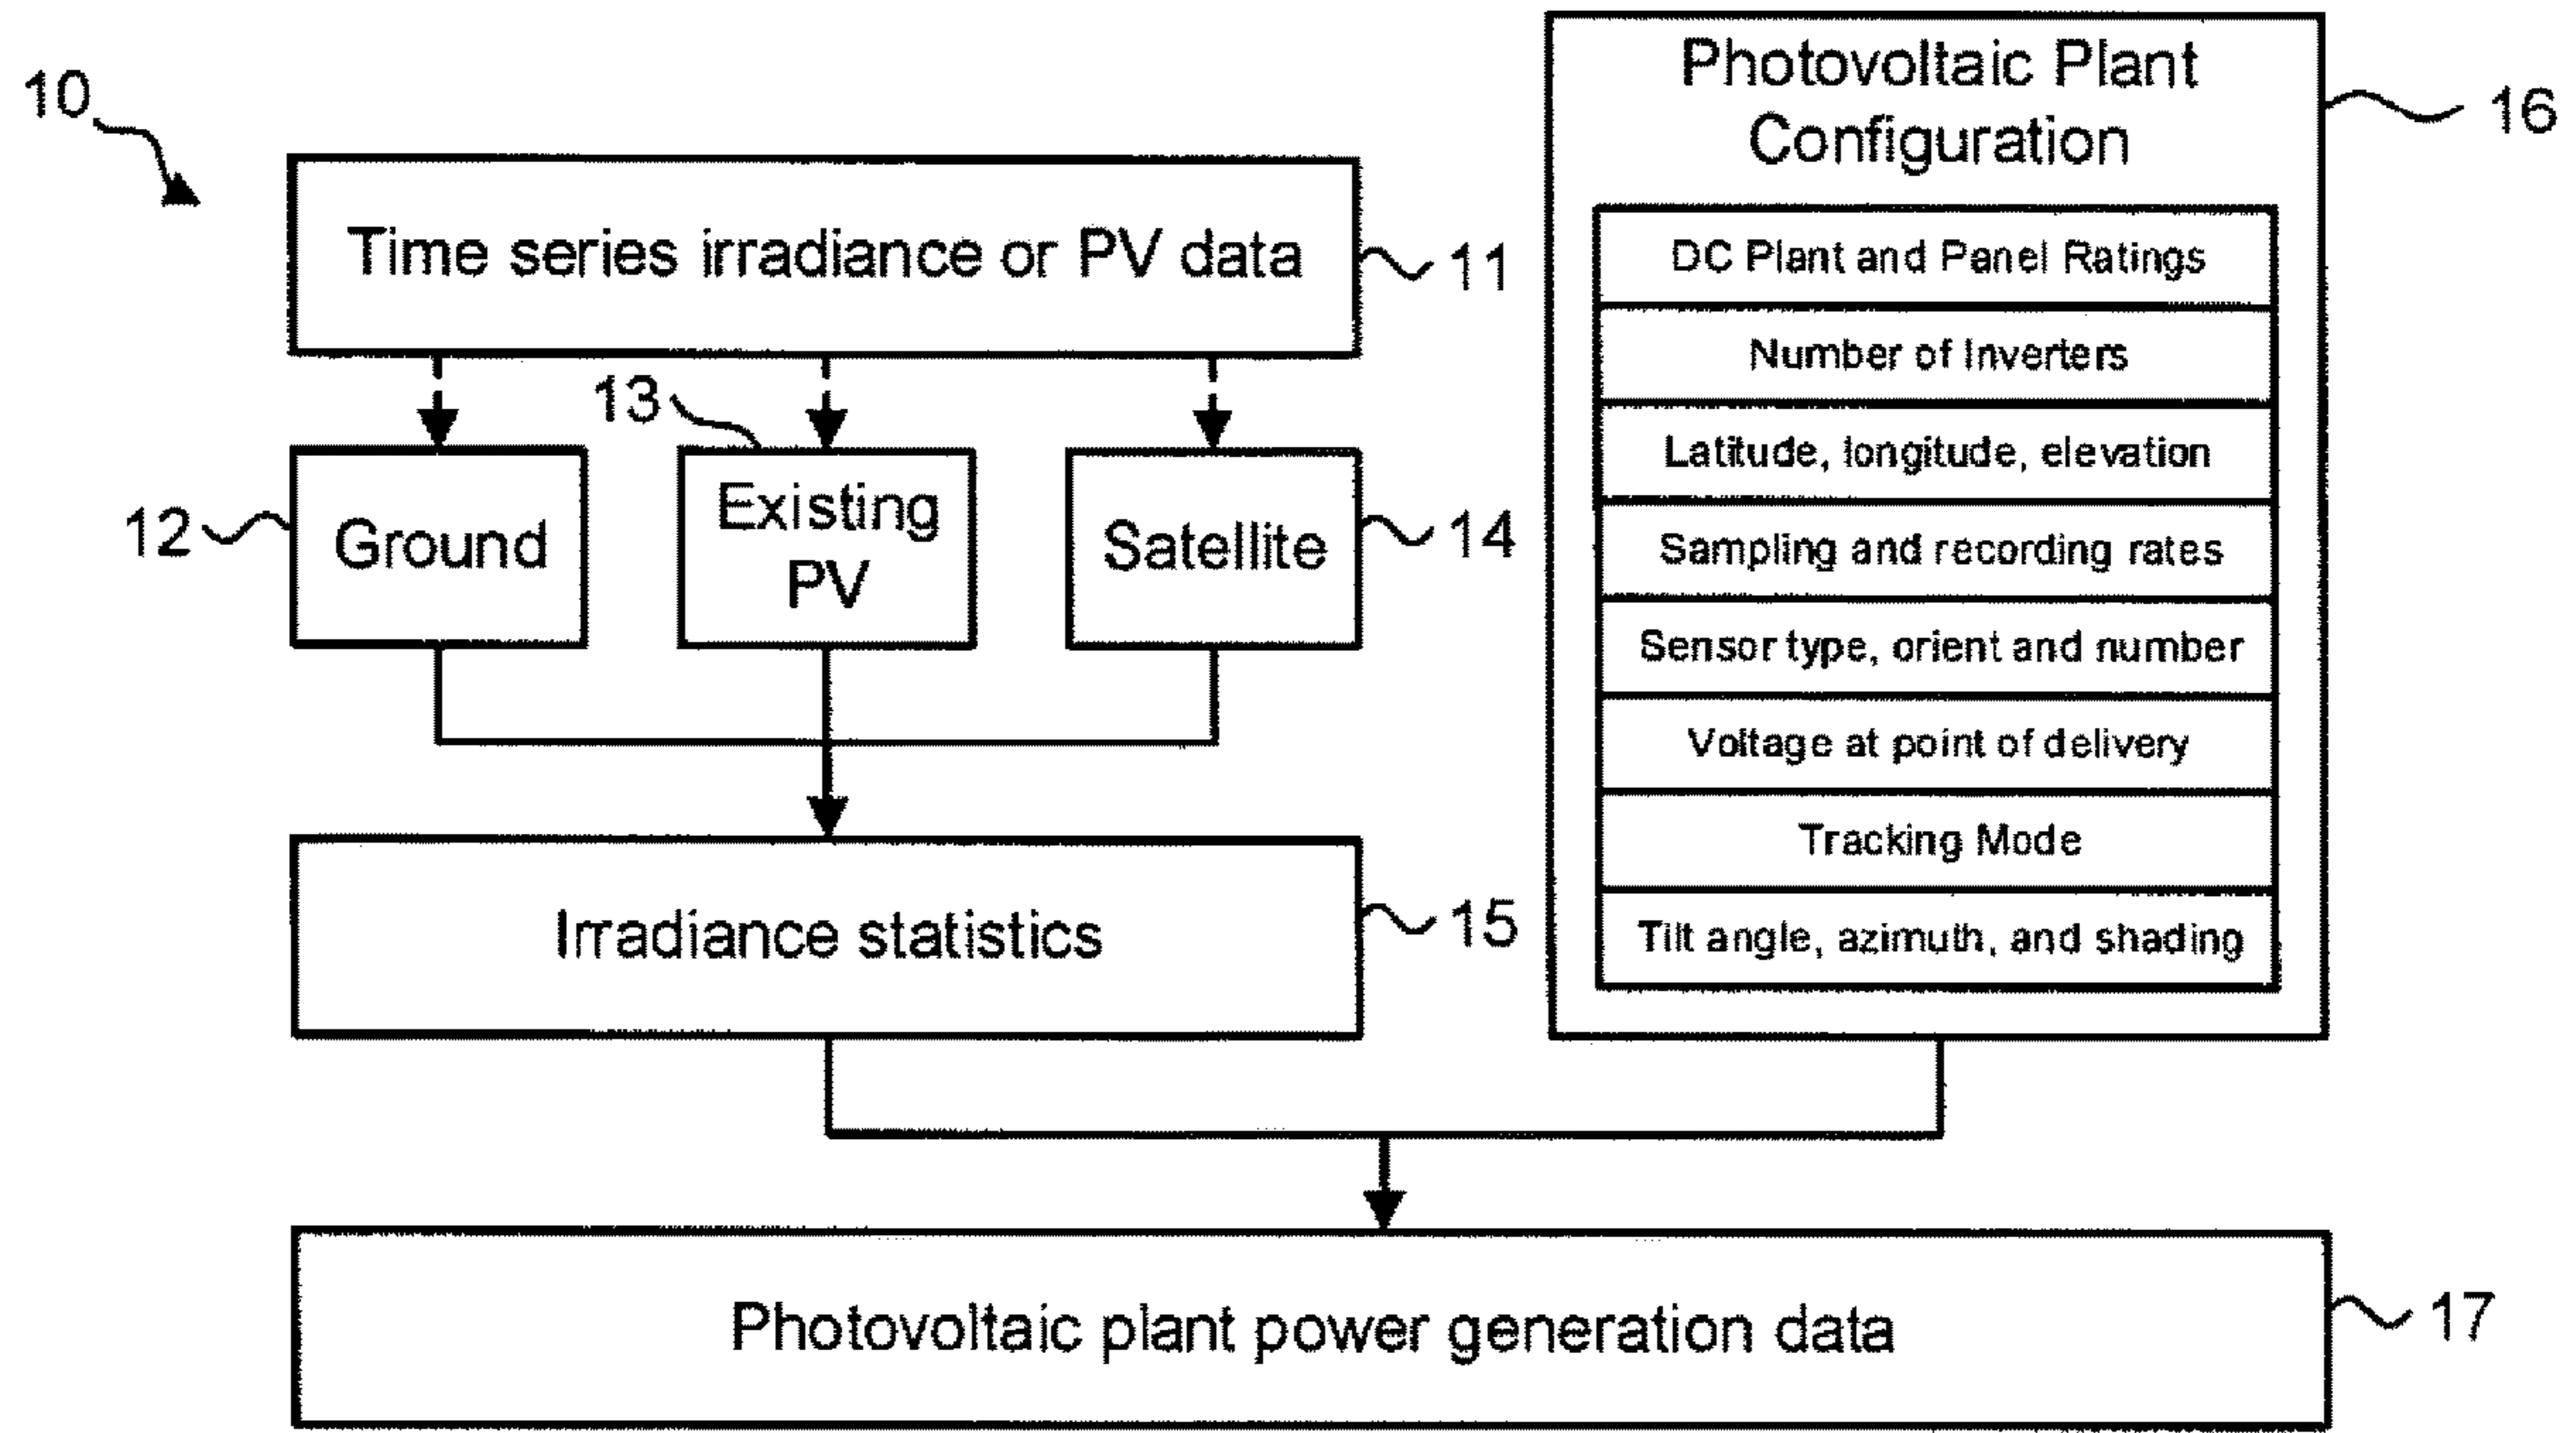 10
Time series irradiance or PV data
11
13
12
Ground
Existing
PV
Satellite
14
Irradiance statistics
15
Photovoltaic Plant
Configuration
16
DC Plant and Panel Ratings
Number of Inverters
Latitude, longitude, elevation
Sampling and recording rates
Sensor type, orient and number
Voltage at point of delivery
Tracking Mode
Tilt angle, azimuth, and shading
Photovoltaic plant power generation data
17